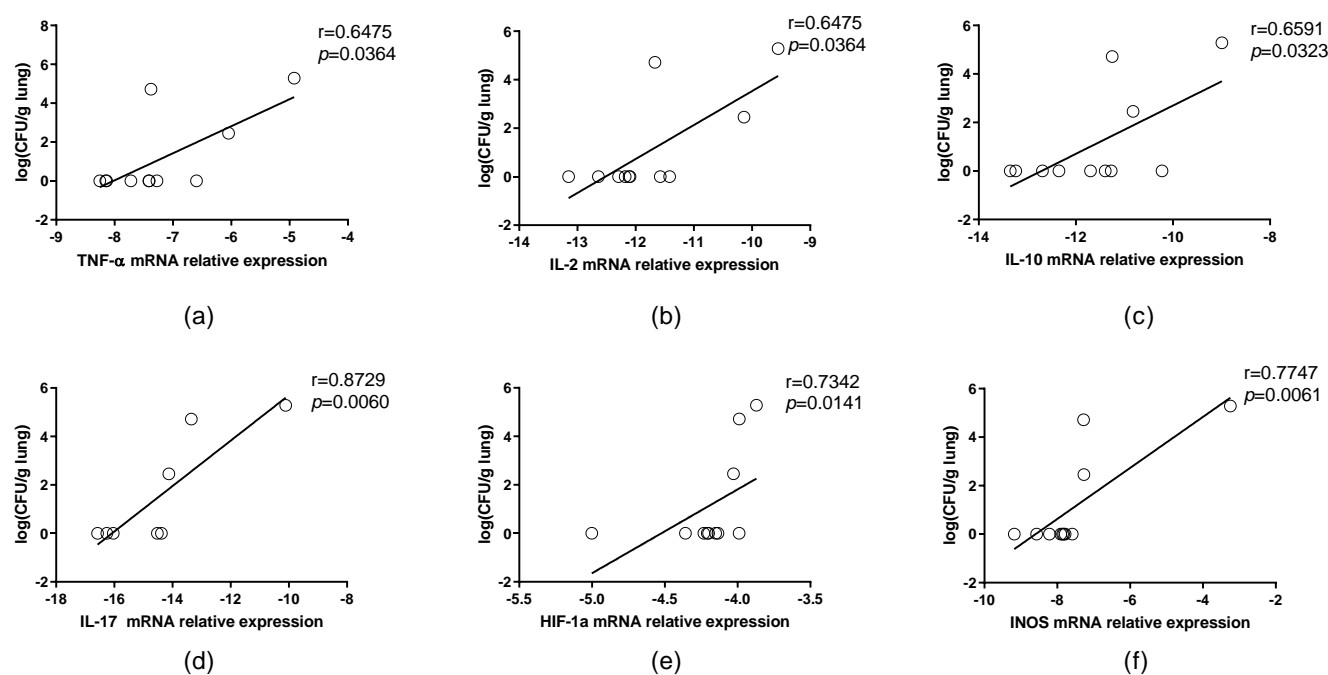 r=0.6475
p=0.0364
8
6
4
2
0
-2
log(CFU/g lung)
-9 -8 -7 -6 -5 -4
TNF-α mRNA relative expression
(a)
r=0.6475
p=0.0364
6
4
2
0
-2
log(CFU/g lung)
-14 -13 -12 -11 -10 -9
IL-2 mRNA relative expression
(b)
r=0.6591
p=0.0323
6
4
2
0
-2
log(CFU/g lung)
-14 -12 -10 -8
IL-10 mRNA relative expression
(c)
r=0.8729
p=0.0060
6
4
2
0
-2
log(CFU/g lung)
-18 -16 -14 -12 -10 -8
IL-17 mRNA relative expression
(d)
r=0.7342
p=0.0141
6
4
2
0
-2
log(CFU/g lung)
-5.5 -5.0 -4.5 -4.0 -3.5
HIF-1a mRNA relative expression
(e)
r=0.7747
p=0.0061
6
4
2
0
-2
log(CFU/g lung)
-10 -8 -6 -4 -2
INOS mRNA relative expression
(f)